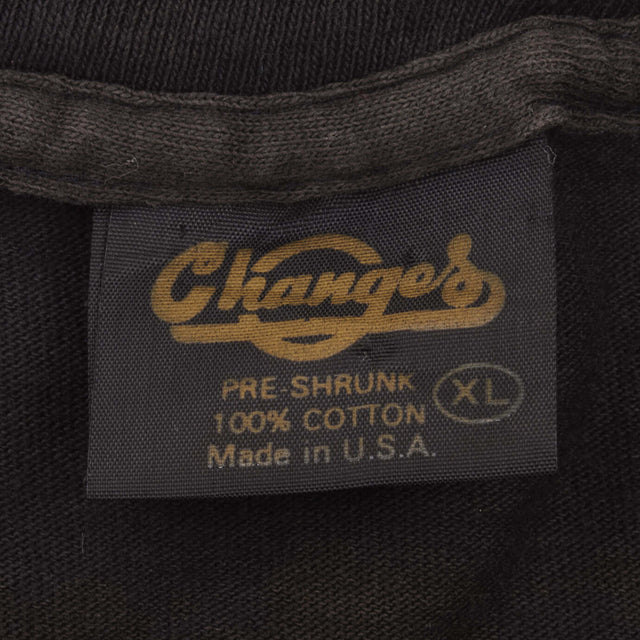 Changes
PRE-SHRUNK
100% COTTON
XL
Made in U.S.A.